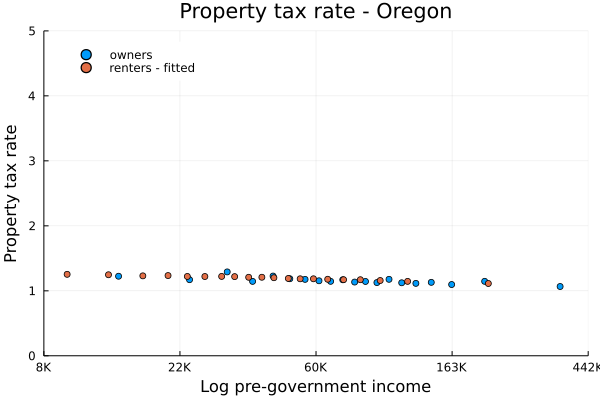 Property tax rate - Oregon
5
owners
renters - fitted
4
3
2
1
0
Property tax rate
8K 22K 60K 163K 442K
Log pre-government income